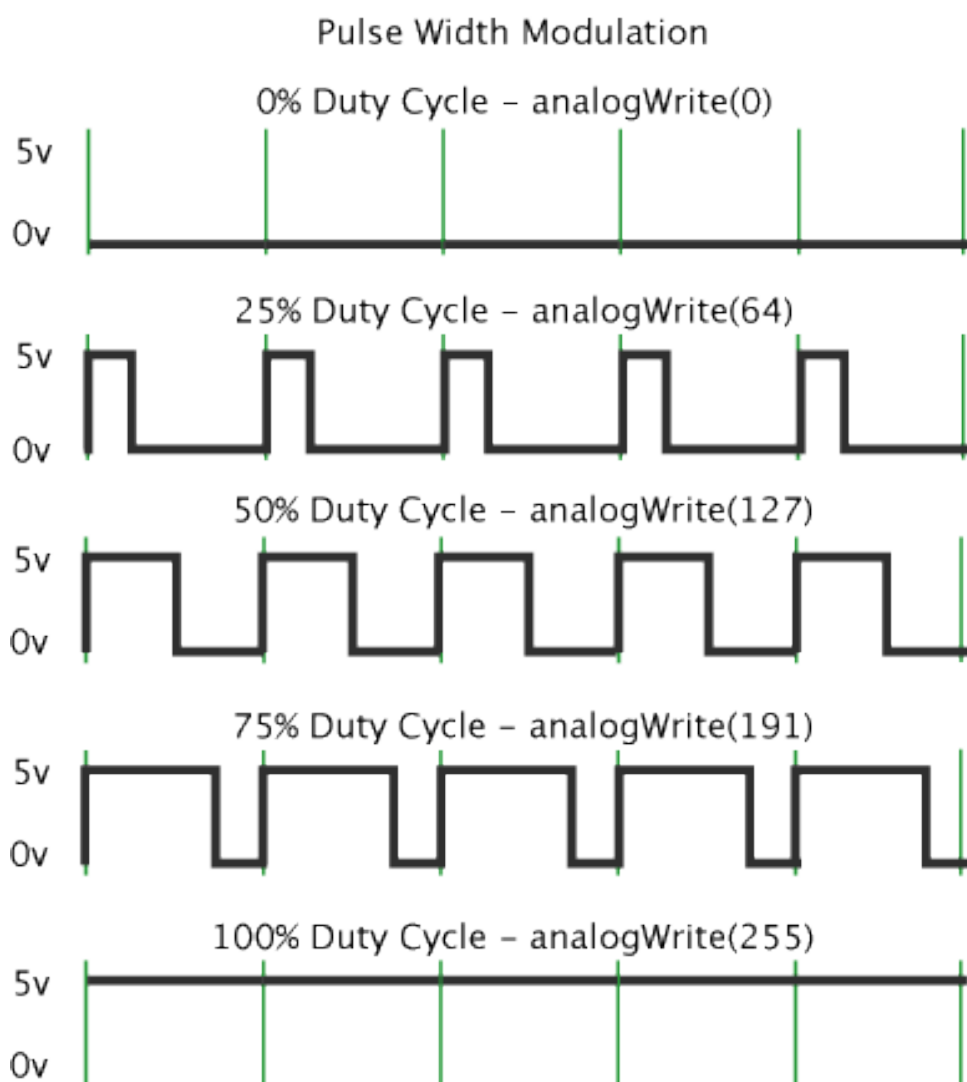 Pulse Width Modulation
0% Duty Cycle – analogWrite(0)
5v
0v
25% Duty Cycle – analogWrite(64)
5v
0v
50% Duty Cycle – analogWrite(127)
5v
0v
75% Duty Cycle – analogWrite(191)
5v
0v
100% Duty Cycle – analogWrite(255)
5v
0v